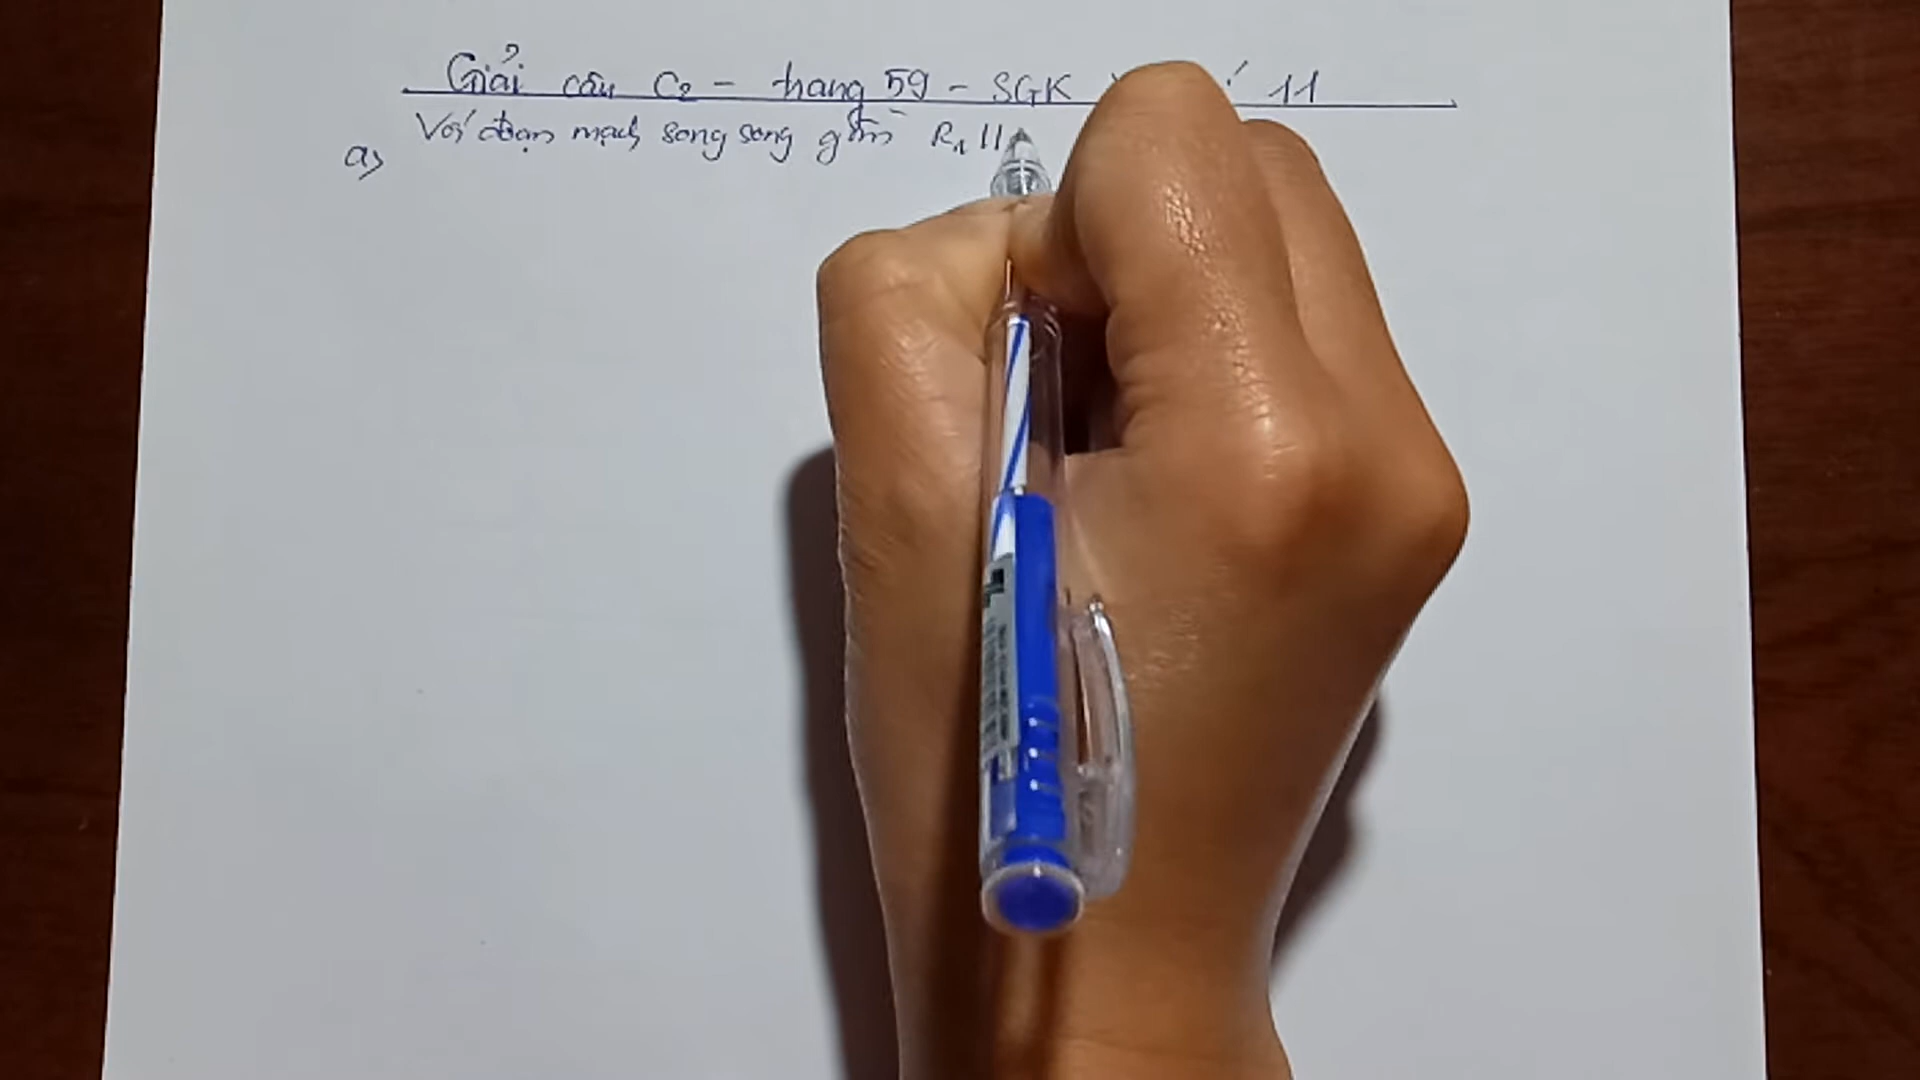 Giải câu C2 - trang 59 - SGK 11
Với đoạn mạch song song gồm R1 //
a)